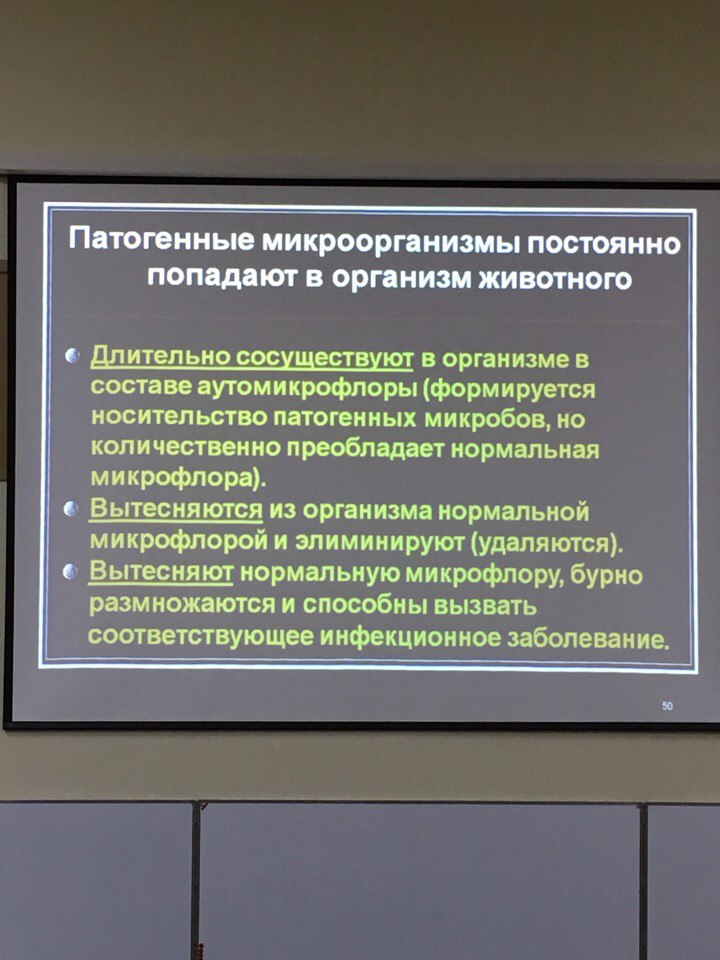 Патогенные микроорганизмы постоянно
попадают в организм животного
Длительно сосуществуют в организме в
составе аутомикрофлоры (формируется
носительство патогенных микробов, но
количественно преобладает нормальная
микрофлора).
Вытесняются из организма нормальной
микрофлорой и элиминируют (удаляются).
Вытесняют нормальную микрофлору, бурно
размножаются и способны вызвать
соответствующее инфекционное заболевание.
50